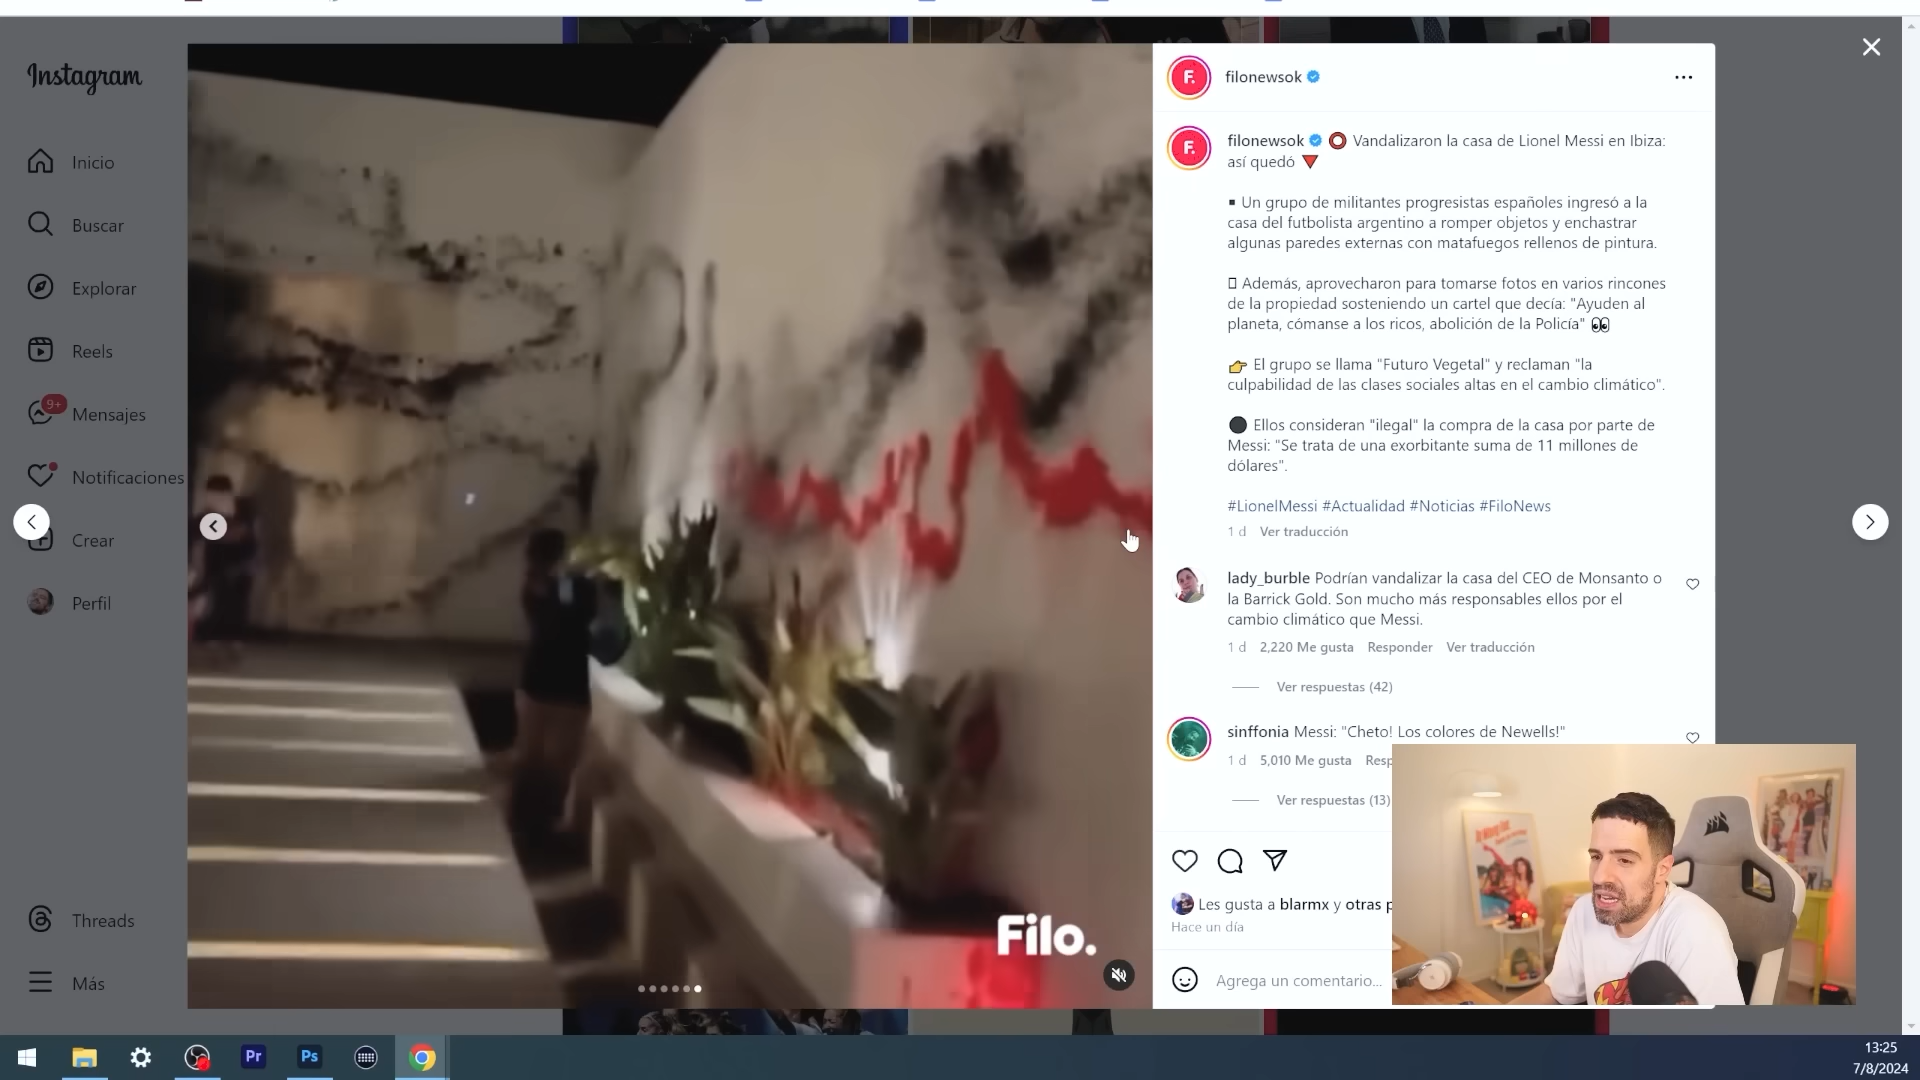 Instagram
Inicio
Buscar
Explorar
Reels
9+
Mensajes
Notificaciones
Crear
Perfil
Threads
Más
Filo.
F.
filonewsok
F.
filonewsok ⭕ Vandalizaron la casa de Lionel Messi en Ibiza:
así quedó 🔻
▪ Un grupo de militantes progresistas españoles ingresó a la
casa del futbolista argentino a romper objetos y enchastrar
algunas paredes externas con matafuegos rellenos de pintura.
▯ Además, aprovecharon para tomarse fotos en varios rincones
de la propiedad sosteniendo un cartel que decía: "Ayuden al
planeta, cómanse a los ricos, abolición de la Policía" 👀
👉 El grupo se llama "Futuro Vegetal" y reclaman "la
culpabilidad de las clases sociales altas en el cambio climático".
⚫ Ellos consideran "ilegal" la compra de la casa por parte de
Messi: "Se trata de una exorbitante suma de 11 millones de
dólares".
#LionelMessi #Actualidad #Noticias #FiloNews
1 d Ver traducción
lady_burble Podrían vandalizar la casa del CEO de Monsanto o
la Barrick Gold. Son mucho más responsables ellos por el
cambio climático que Messi.
1 d 2,220 Me gusta Responder Ver traducción
Ver respuestas (42)
sinffonia Messi: "Cheto! Los colores de Newells!"
1 d 5,010 Me gusta Resp
Ver respuestas (13)
Les gusta a blarmx y otras p
Hace un día
Agrega un comentario...
Pr
Ps
13:25
7/8/2024